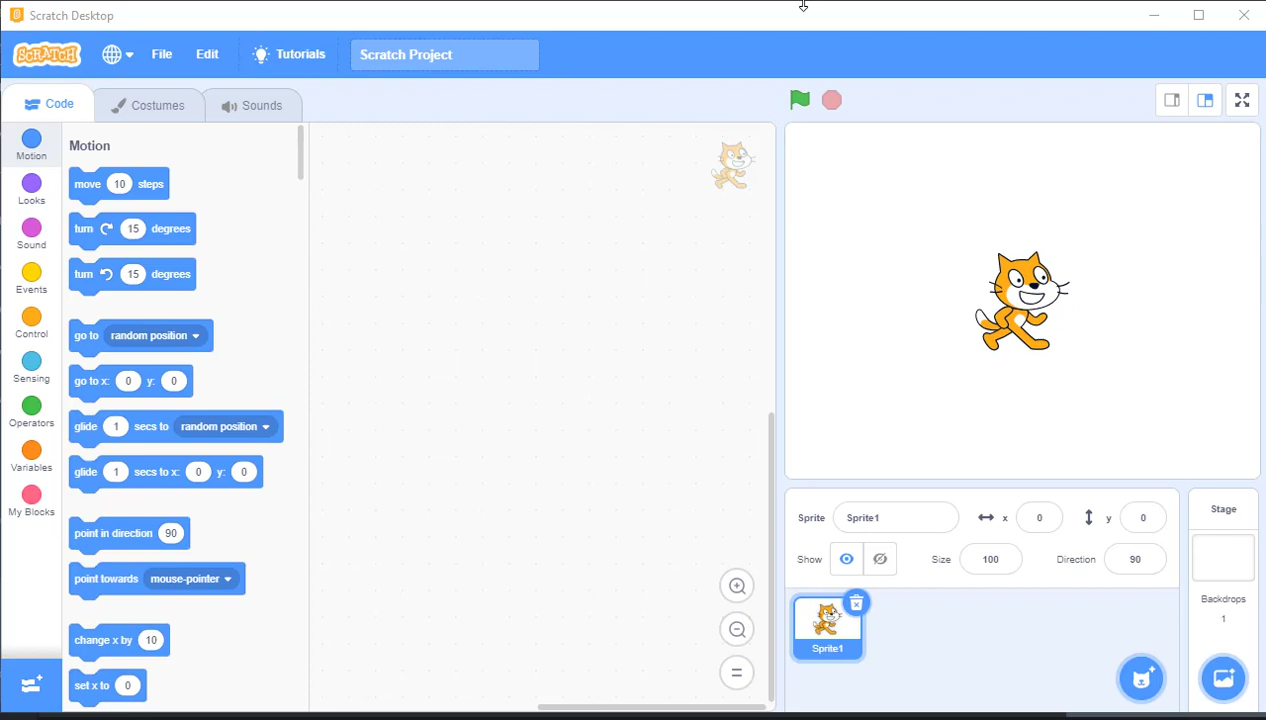 Scratch Desktop
SCRATCH File Edit Tutorials Scratch Project
Code Costumes Sounds
Motion
Looks
Sound
Events
Control
Sensing
Operators
Variables
My Blocks
Motion
move 10 steps
turn 15 degrees
turn 15 degrees
go to random position
go to x: 0 y: 0
glide 1 secs to random position
glide 1 secs to x: 0 y: 0
point in direction 90
point towards mouse-pointer
change x by 10
set x to 0
Sprite Sprite1 x 0 y 0
Show Size 100 Direction 90
Sprite1
Stage
Backdrops
1